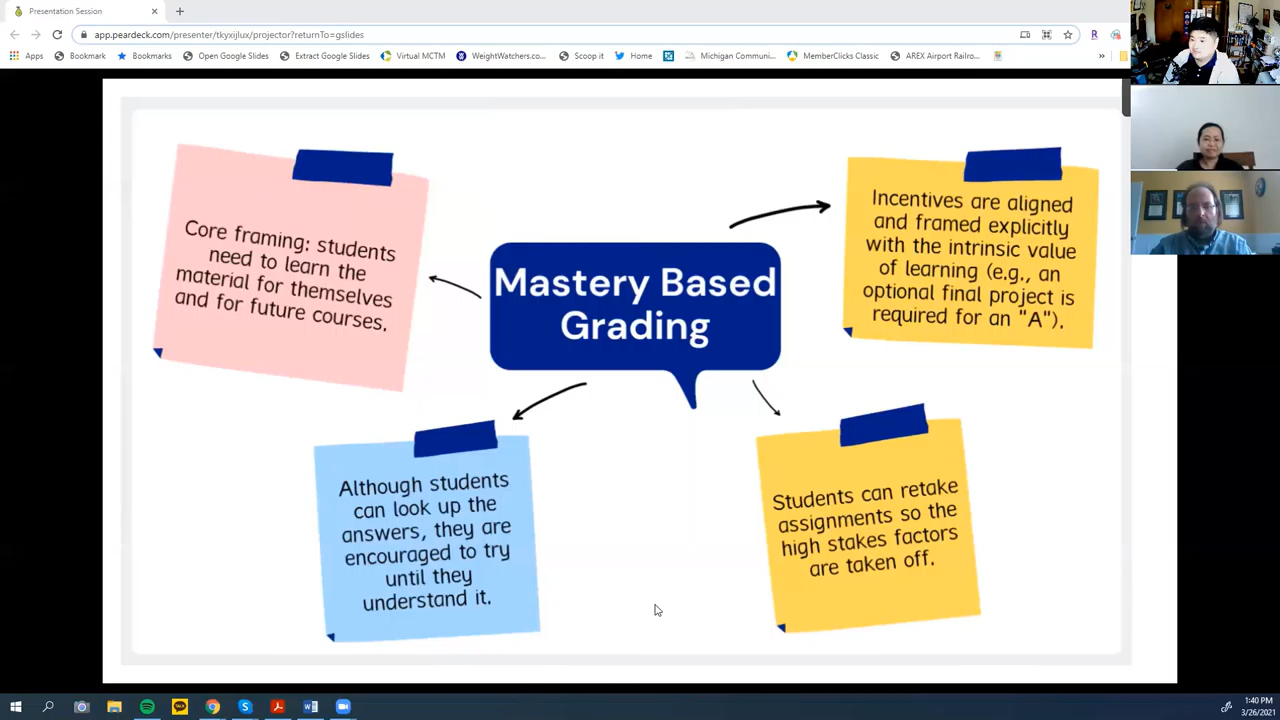 Presentation Session
app.peardeck.com/presenter/tkyxijlux/projector?returnTo=gslides
Apps
Bookmark
Bookmarks
Open Google Slides
Extract Google Slides
Virtual MCTM
WeightWatchers.co...
Scoop it
Home
Michigan Communi...
MemberClicks Classic
AREX Airport Railro...
Core framing: students
need to learn the
material for themselves
and for future courses.
Mastery Based
Grading
Incentives are aligned
and framed explicitly
with the intrinsic value
of learning (e.g., an
optional final project is
required for an "A").
Although students
can look up the
answers, they are
encouraged to try
until they
understand it.
Students can retake
assignments so the
high stakes factors
are taken off.
1:40 PM
3/26/2021